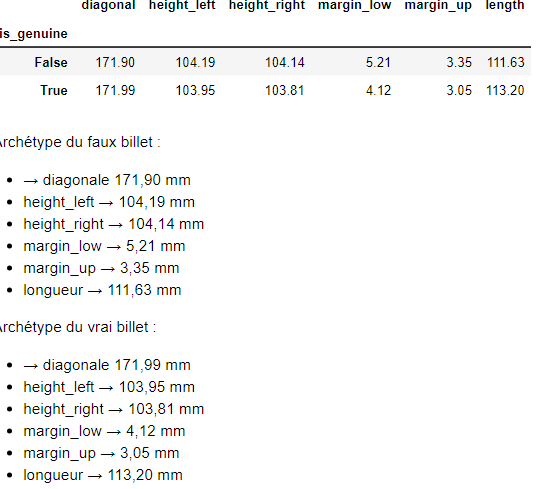 diagonal height_left height_right margin_low margin_up length
is_genuine
False 171.90 104.19 104.14 5.21 3.35 111.63
True 171.99 103.95 103.81 4.12 3.05 113.20
Archétype du faux billet :
• → diagonale 171,90 mm
• height_left → 104,19 mm
• height_right → 104,14 mm
• margin_low → 5,21 mm
• margin_up → 3,35 mm
• longueur → 111,63 mm
Archétype du vrai billet :
• → diagonale 171,99 mm
• height_left → 103,95 mm
• height_right → 103,81 mm
• margin_low → 4,12 mm
• margin_up → 3,05 mm
• longueur → 113,20 mm